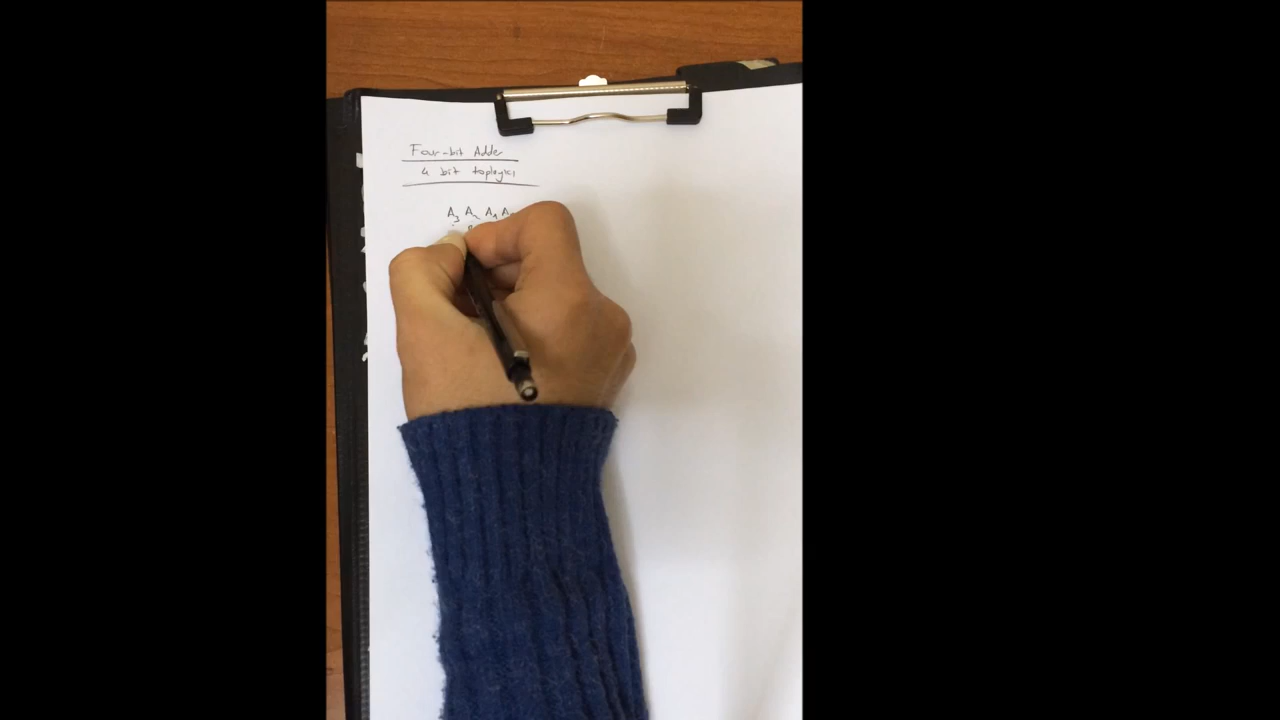 Four-bit Adder
4 bit toplayıcı
A₃ A₂ A₁ A₀